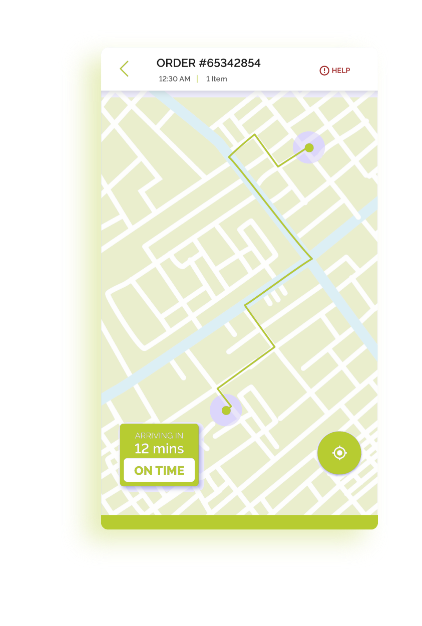 ORDER #65342854
12:30 AM | 1 Item
HELP
ARRIVING IN
12 mins
ON TIME